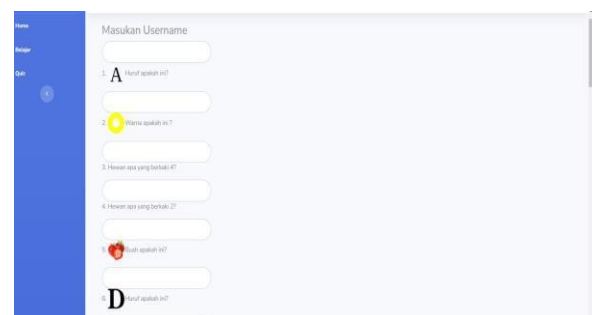 Home
Belajar
Quiz
Masukan Username
1. A Huruf apakah ini?
2. Warna apakah ini?
3. Hewan apa yang berkaki 4?
4. Hewan apa yang berkaki 2?
5. Buah apakah ini?
6. D Huruf apakah ini?